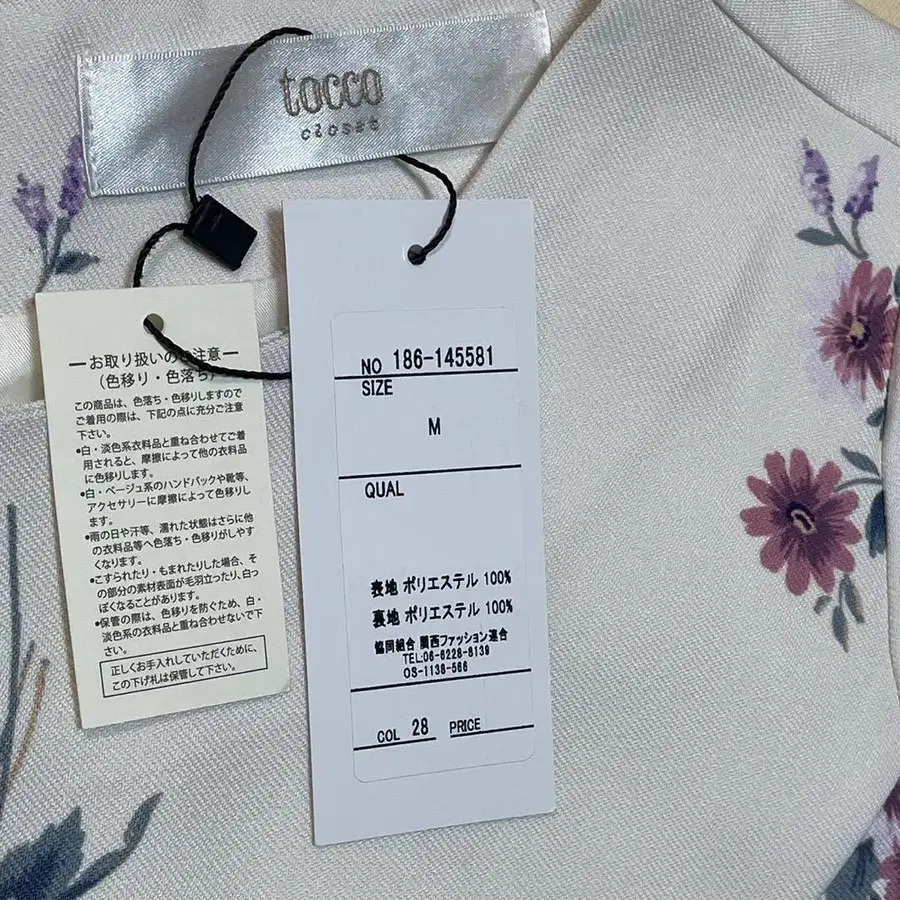 tocco
closet
お取り扱いのご注意
(色移り・色落ち)
この商品は、色落ち・色移りしますので
ご着用の際は、下記の点に充分ご注意
下さい。
●白・淡色系衣料品と重ね合わせてご着
用されると、摩擦によって他の衣料品
に色移りします。
●白・ベージュ系のハンドバックや靴等、
アクセサリーに摩擦によって色移りし
ます。
●雨の日や汗等、濡れた状態はさらに他
の衣料品等へ色落ち・色移りがしやす
くなります。
●こすられたり・もまれたりした場合、そ
の部分の素材表面が毛羽立ったり、白っ
ぽくなることがあります。
●保管の際は、色移りを防ぐため、白・
淡色系の衣料品と重ね合わせないで下
さい。
正しくお手入れしていただくために、
この下げ札は保管して下さい。
NO 186-145581
SIZE
M
QUAL
表地 ポリエステル 100%
裏地 ポリエステル 100%
協同組合 関西ファッション連合
TEL:06-6228-8139
OS-1138-566
COL 28 PRICE